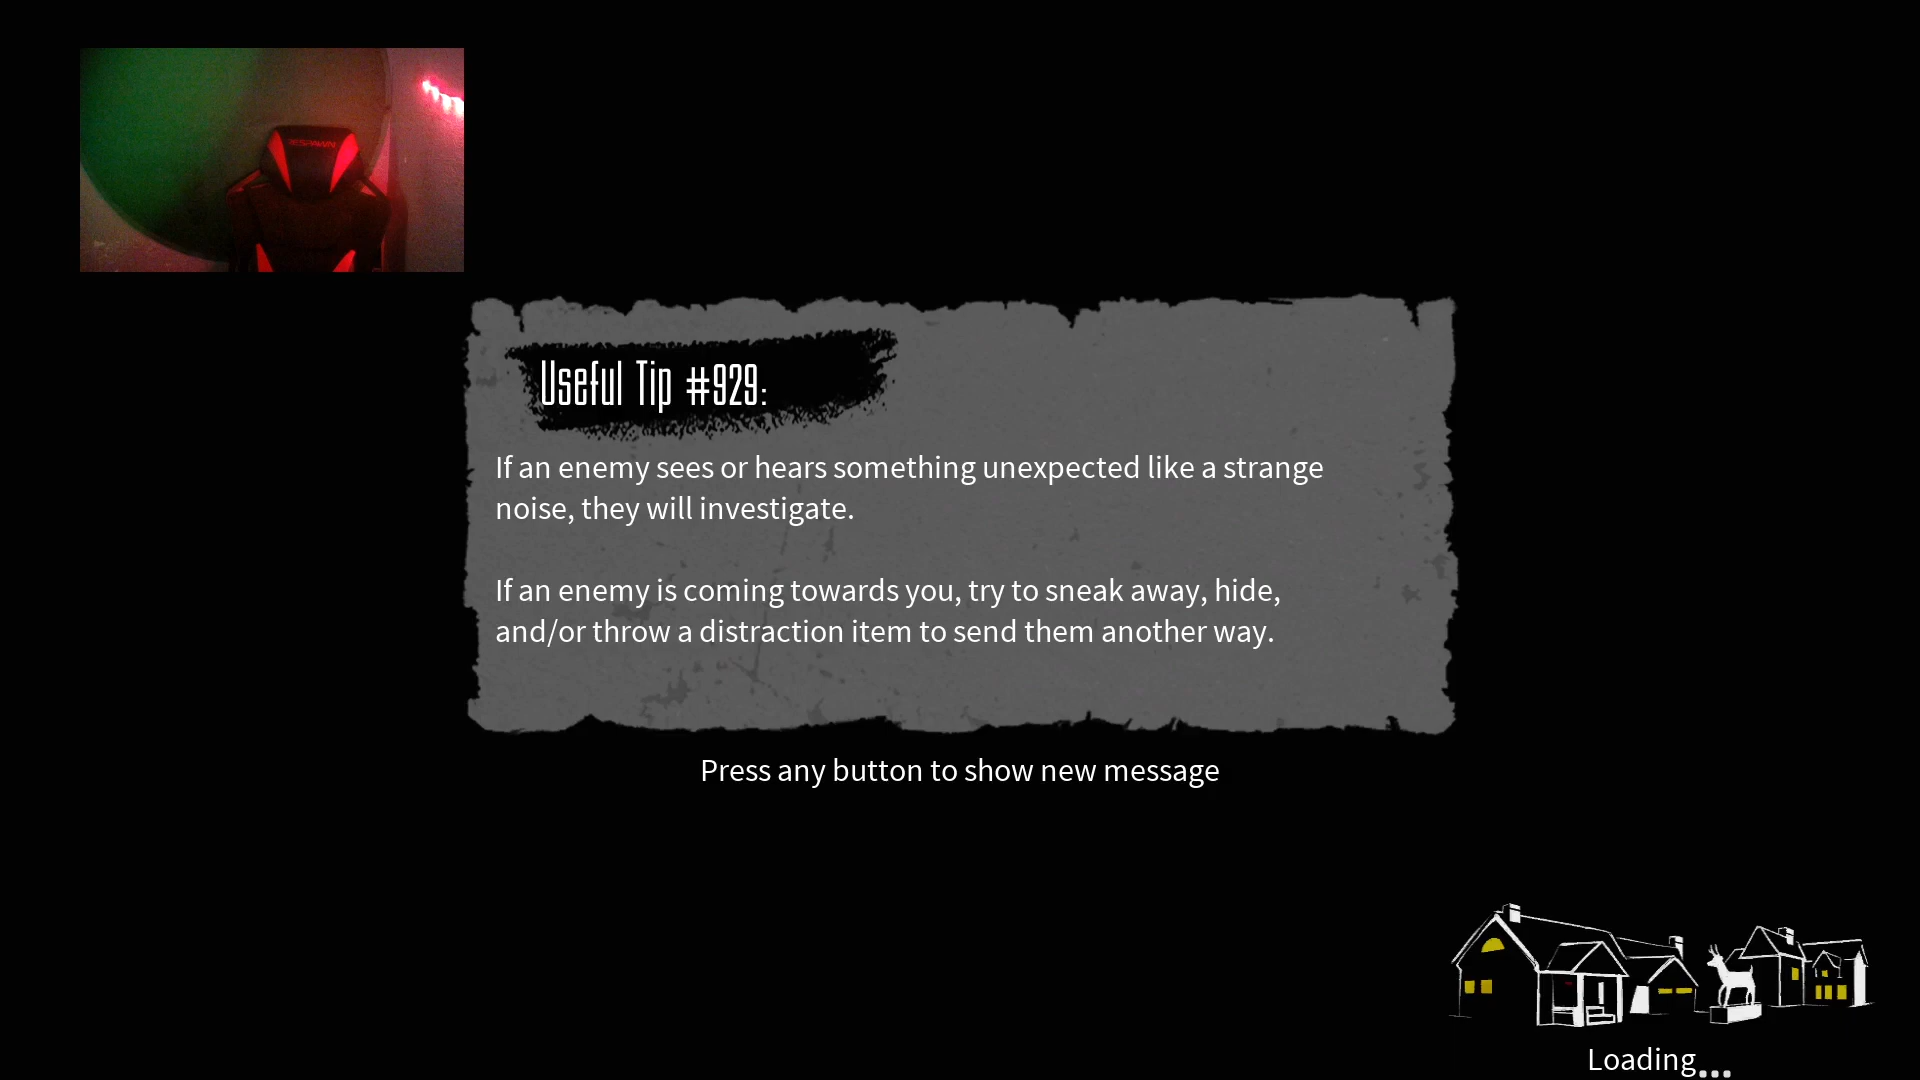 RESPAWN
Useful Tip #929:
If an enemy sees or hears something unexpected like a strange
noise, they will investigate.
If an enemy is coming towards you, try to sneak away, hide,
and/or throw a distraction item to send them another way.
Press any button to show new message
Loading...